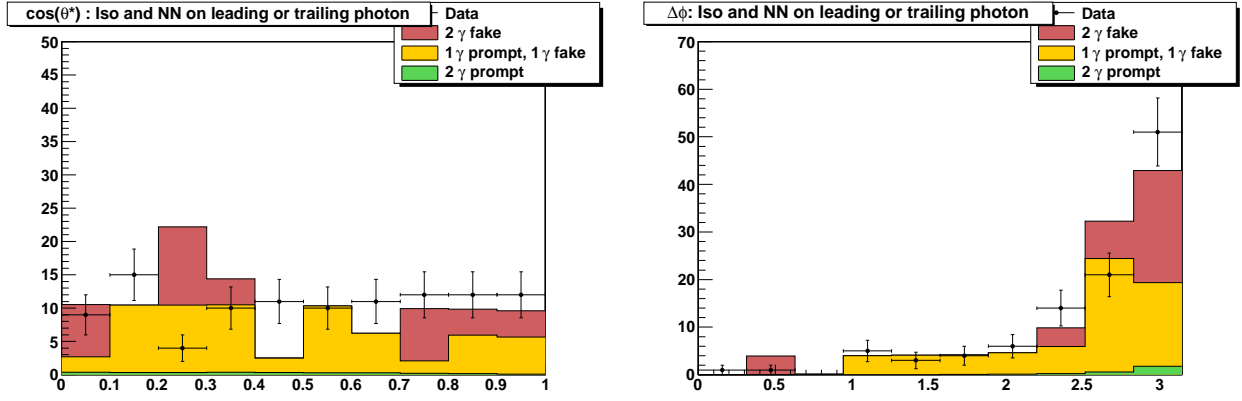 cos(θ*) : Iso and NN on leading or trailing photon
Data
2 γ fake
1 γ prompt, 1 γ fake
2 γ prompt
50
45
40
35
30
25
20
15
10
5
0
0 0.1 0.2 0.3 0.4 0.5 0.6 0.7 0.8 0.9 1
Δϕ: Iso and NN on leading or trailing photon
Data
2 γ fake
1 γ prompt, 1 γ fake
2 γ prompt
70
60
50
40
30
20
10
0
0 0.5 1 1.5 2 2.5 3